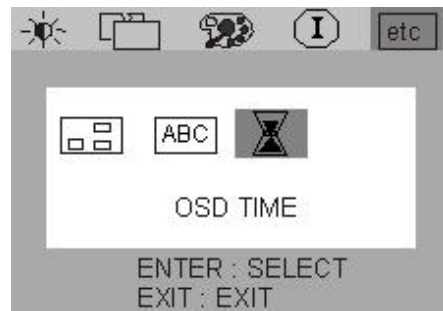 I etc
ABC
OSD TIME
ENTER : SELECT
EXIT : EXIT